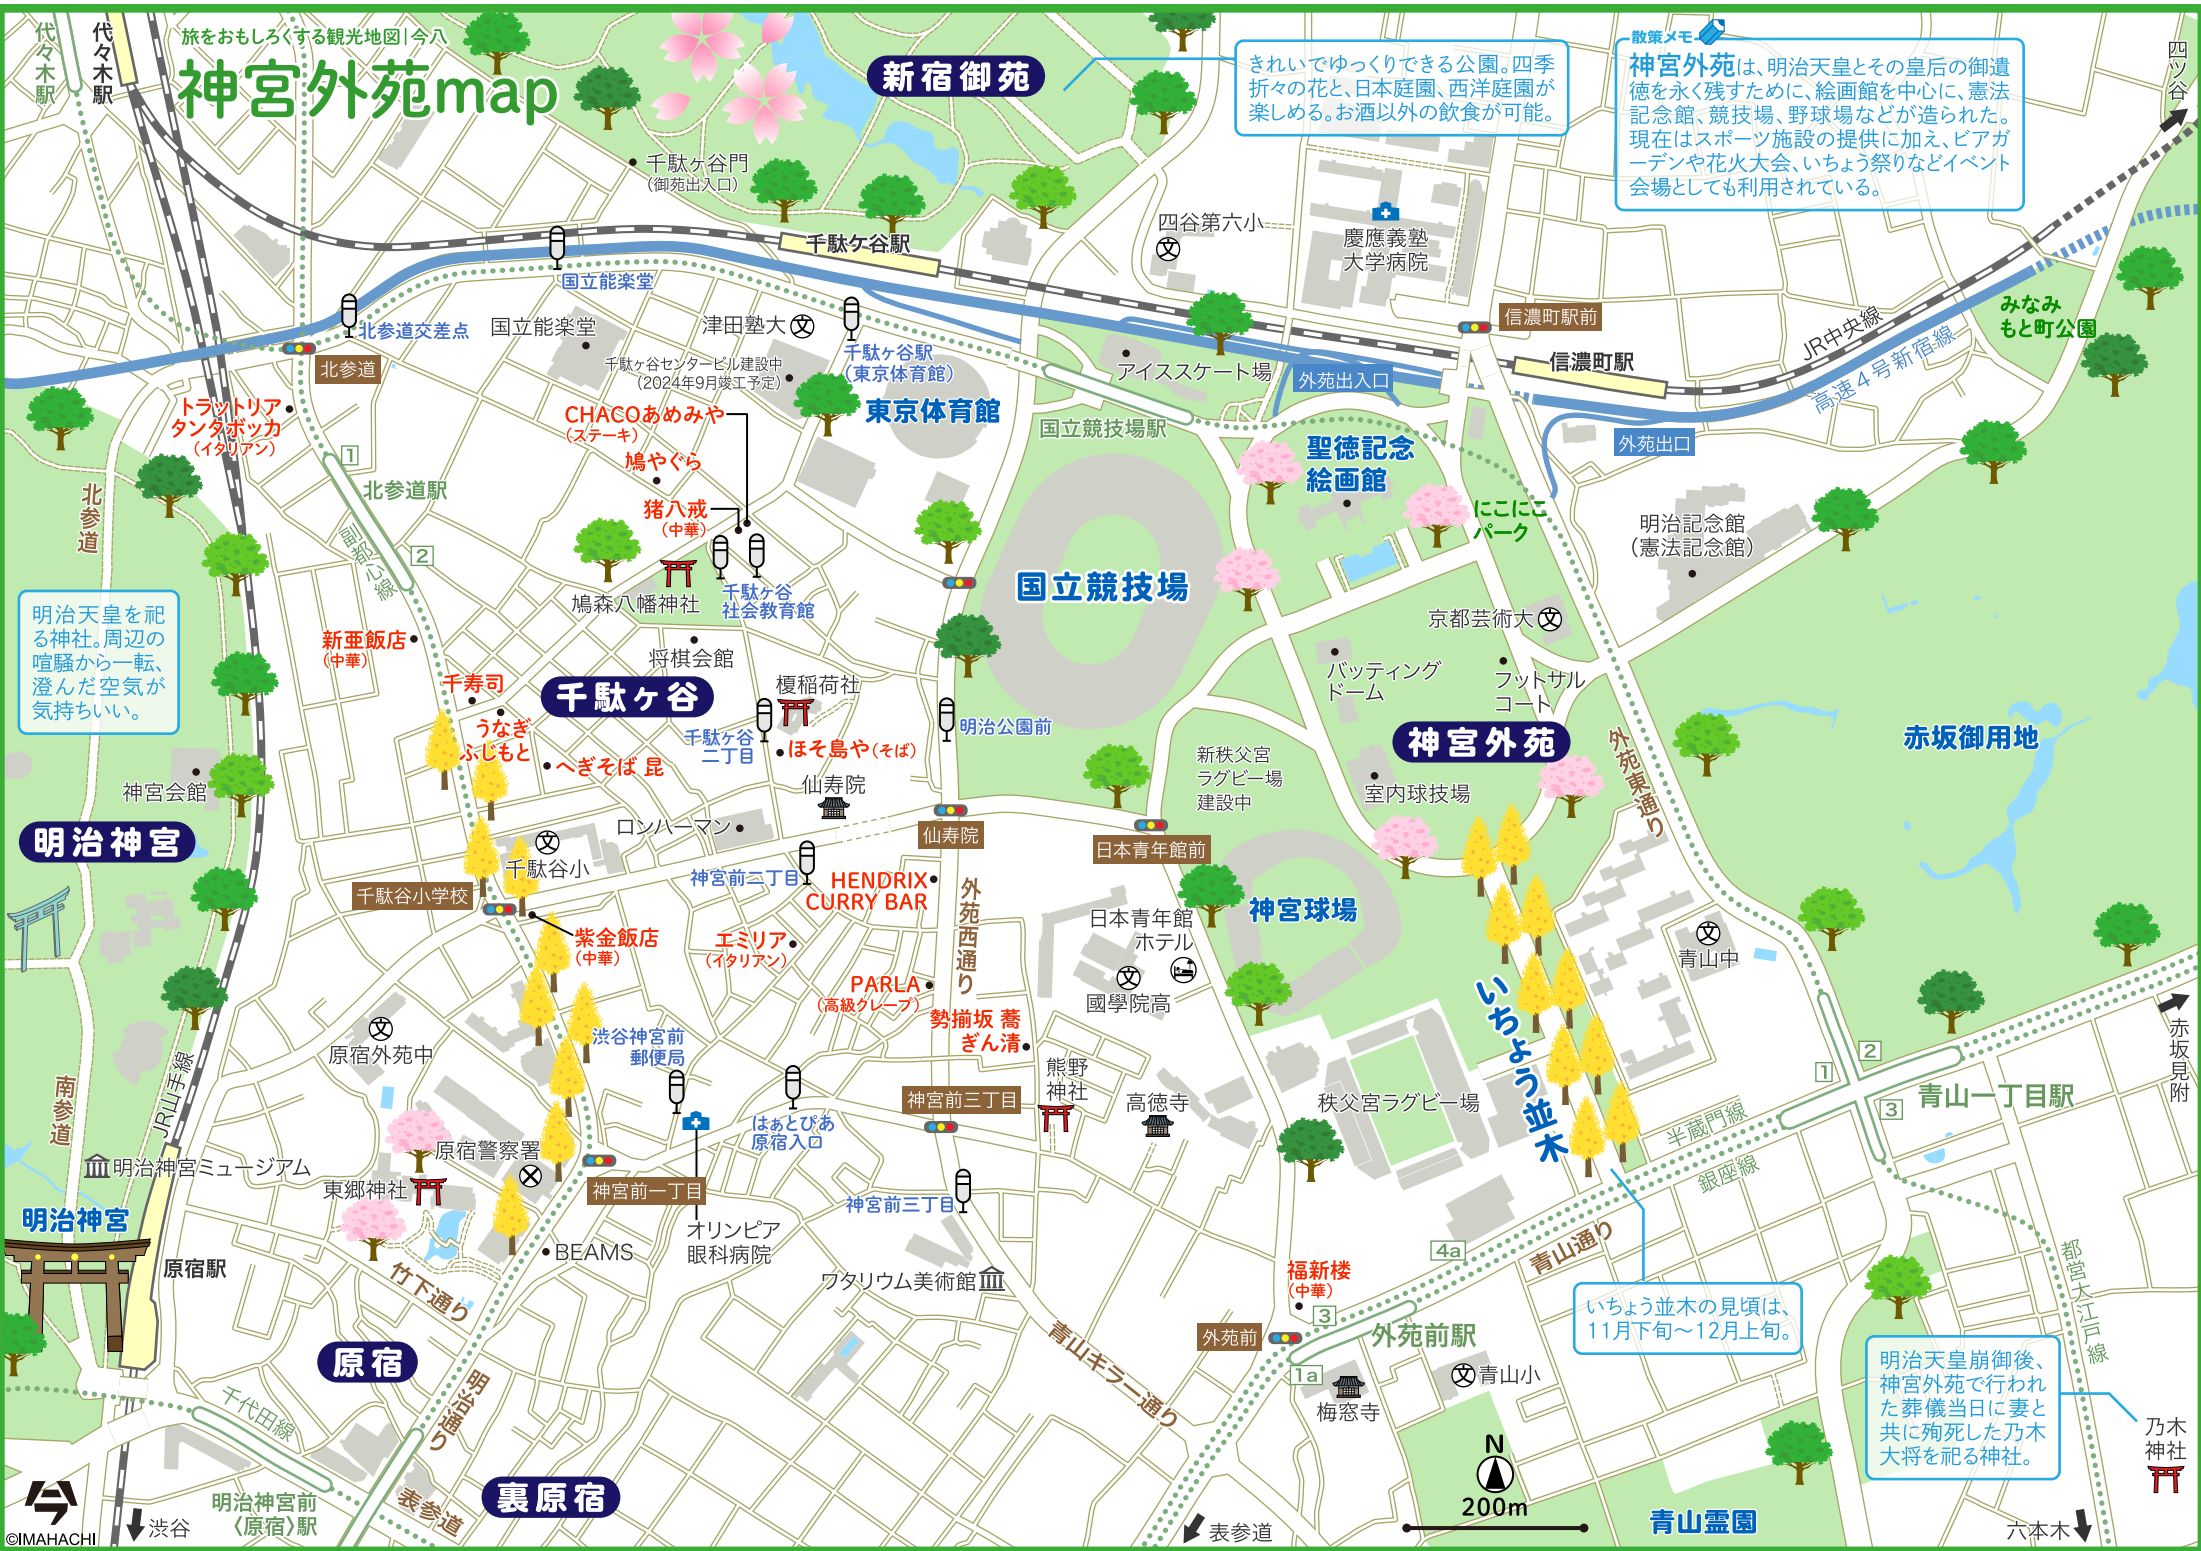 旅をおもしろくする観光地図|今八
神宮外苑map
代々木駅
代々木駅
新宿御苑
きれいでゆっくりできる公園。四季
折々の花と、日本庭園、西洋庭園が
楽しめる。お酒以外の飲食が可能。
散策メモ
神宮外苑は、明治天皇とその皇后の御遺
徳を永く残すために、絵画館を中心に、憲法
記念館、競技場、野球場などが造られた。
現在はスポーツ施設の提供に加え、ビアガ
ーデンや花火大会、いちょう祭りなどイベント
会場としても利用されている。
四ツ谷
千駄ヶ谷門
(御苑出入口)
四谷第六小
文
慶應義塾
大学病院
千駄ケ谷駅
国立能楽堂
北参道交差点
北参道
国立能楽堂
津田塾大
文
千駄ヶ谷センタービル建設中
(2024年9月竣工予定)
千駄ヶ谷駅
(東京体育館)
東京体育館
アイススケート場
外苑出入口
信濃町駅前
信濃町駅
JR中央線
高速4号新宿線
外苑出口
みなみ
もと町公園
国立競技場駅
トラットリア
タンタボッカ
(イタリアン)
CHACOあめみや
(ステーキ)
鳩やぐら
猪八戒
(中華)
1
北参道駅
2
副都心線
北参道
聖徳記念
絵画館
にこにこ
パーク
明治記念館
(憲法記念館)
国立競技場
千駄ヶ谷
社会教育館
鳩森八幡神社
将棋会館
明治天皇を祀
る神社。周辺の
喧騒から一転、
澄んだ空気が
気持ちいい。
新亜飯店
(中華)
千寿司
うなぎ
ふじもと
へぎそば 昆
千駄ヶ谷
榎稲荷社
千駄ヶ谷
二丁目
ほそ島や(そば)
仙寿院
明治公園前
京都芸術大
文
バッティング
ドーム
フットサル
コート
神宮外苑
新秩父宮
ラグビー場
建設中
室内球技場
外苑東通り
赤坂御用地
神宮会館
明治神宮
ロンハーマン
文
千駄谷小
千駄谷小学校
仙寿院
日本青年館前
神宮前二丁目
HENDRIX
CURRY BAR
外苑西通り
紫金飯店
(中華)
エミリア
(イタリアン)
PARLA
(高級クレープ)
勢揃坂 蕎
ぎん清
日本青年館
ホテル
文
國學院高
神宮球場
いちょう並木
文
青山中
赤坂見附
文
原宿外苑中
渋谷神宮前
郵便局
JR山手線
南参道
明治神宮ミュージアム
原宿警察署
東郷神社
神宮前一丁目
はぁとぴあ
原宿入口
神宮前三丁目
熊野
神社
高徳寺
秩父宮ラグビー場
1
2
3
青山一丁目駅
半蔵門線
銀座線
明治神宮
原宿駅
BEAMS
オリンピア
眼科病院
神宮前三丁目
ワタリウム美術館
竹下通り
4a
青山通り
福新楼
(中華)
3
外苑前
外苑前駅
1a
梅窓寺
文
青山小
いちょう並木の見頃は、
11月下旬〜12月上旬。
都営大江戸線
明治天皇崩御後、
神宮外苑で行われ
た葬儀当日に妻と
共に殉死した乃木
大将を祀る神社。
乃木
神社
原宿
千代田線
明治通り
青山キラー通り
明治神宮前
〈原宿〉駅
表参道
裏原宿
渋谷
表参道
N
200m
青山霊園
六本木
©IMAHACHI